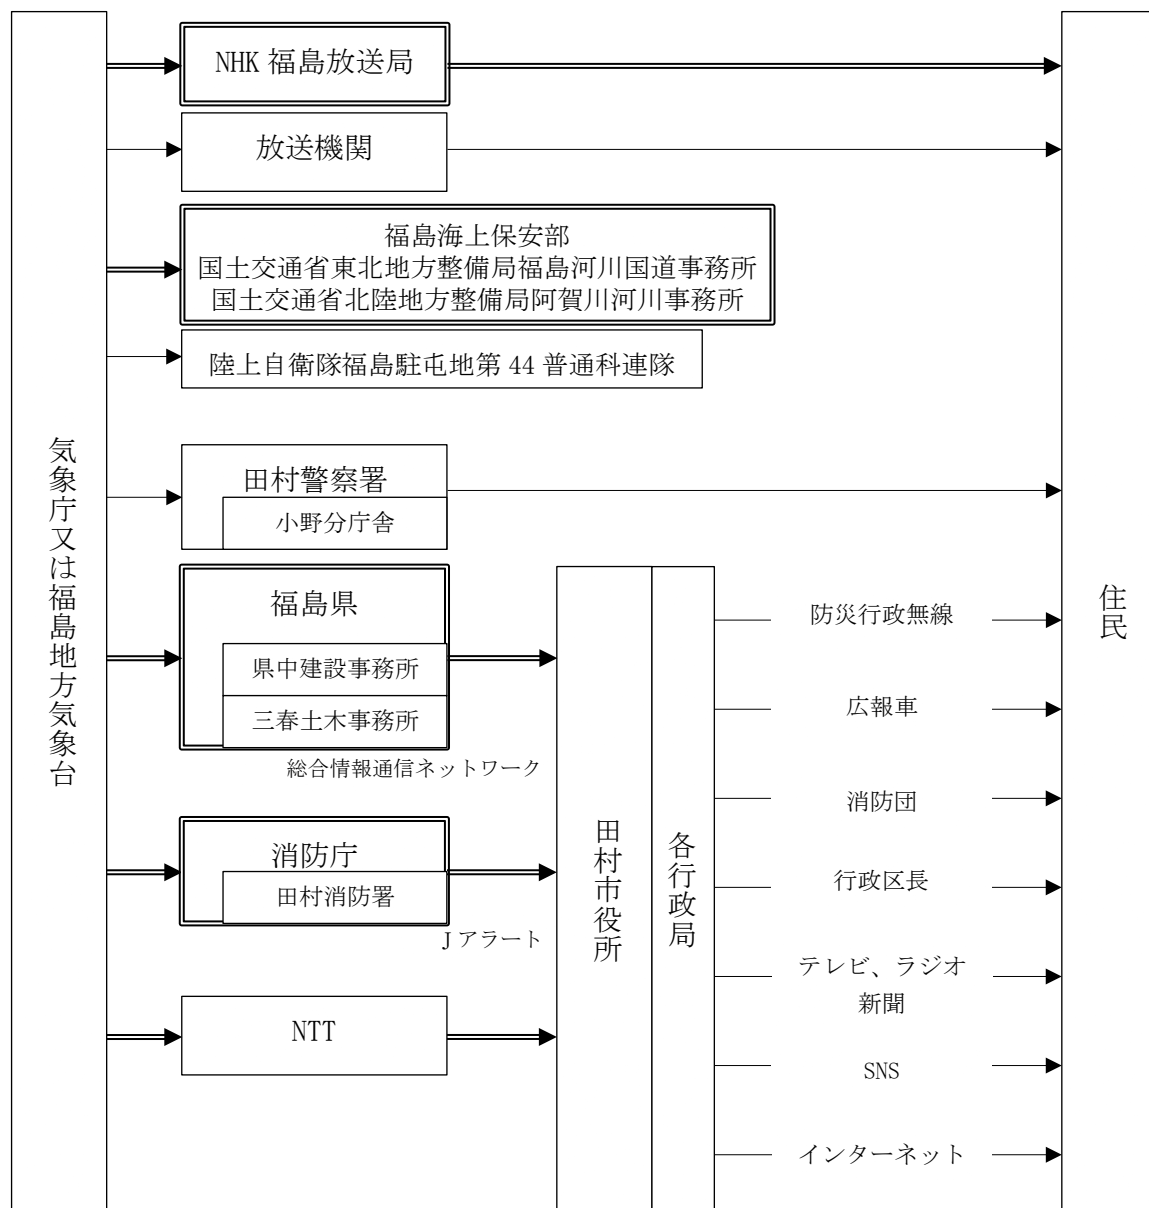 気象庁又は福島地方気象台
NHK 福島放送局
放送機関
福島海上保安部
国土交通省東北地方整備局福島河川国道事務所
国土交通省北陸地方整備局阿賀川河川事務所
陸上自衛隊福島駐屯地第 44 普通科連隊
田村警察署
小野分庁舎
福島県
県中建設事務所
三春土木事務所
総合情報通信ネットワーク
消防庁
田村消防署
J アラート
NTT
田村市役所
各行政局
防災行政無線
広報車
消防団
行政区長
テレビ、ラジオ
新聞
SNS
インターネット
住民